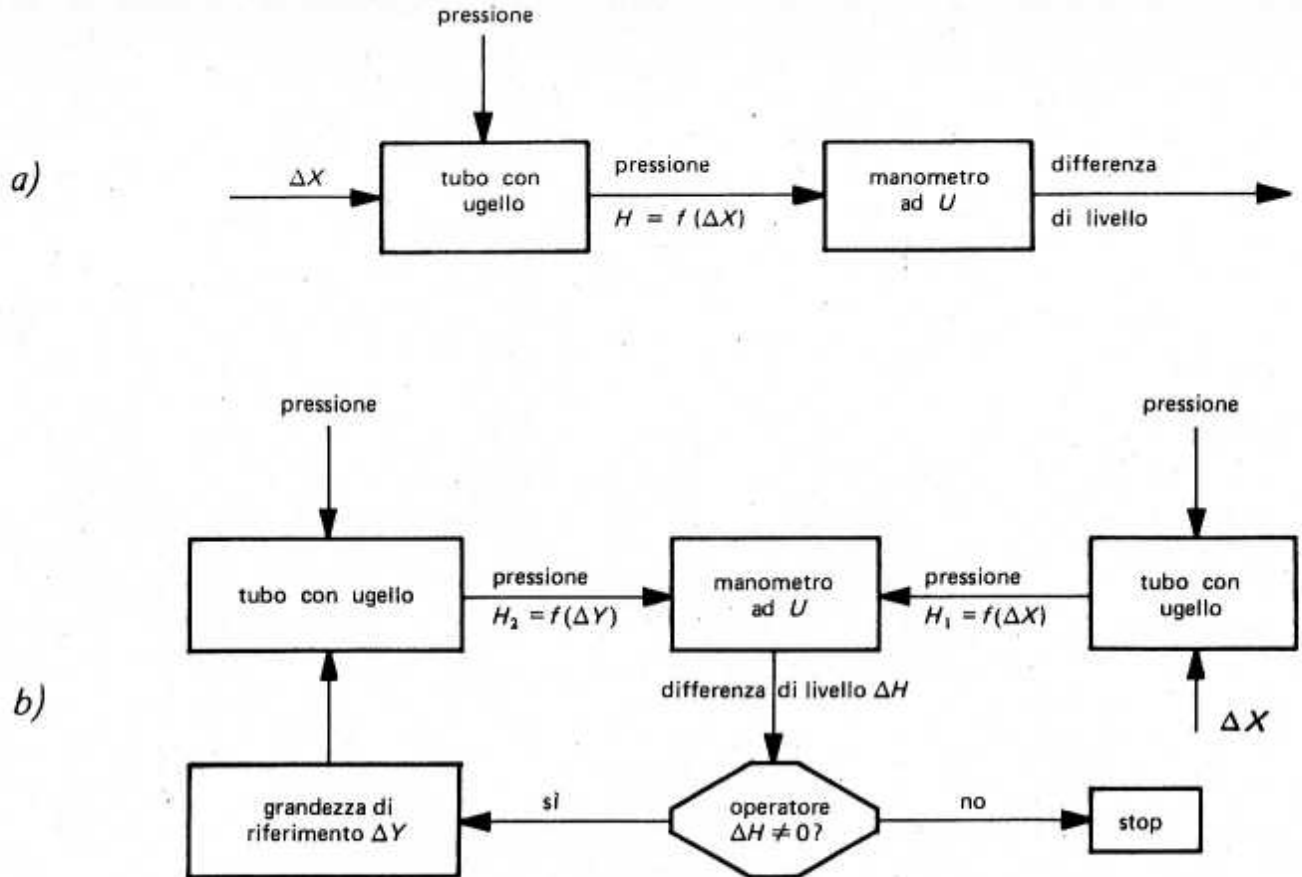 pressione
a)
ΔX
tubo con
ugello
pressione
H = f (ΔX)
manometro
ad U
differenza
di livello
pressione
pressione
tubo con ugello
pressione
H₂ = f(ΔY)
manometro
ad U
pressione
H₁ = f(ΔX)
tubo con
ugello
b)
differenza di livello ΔH
ΔX
grandezza di
riferimento ΔY
sì
operatore
ΔH ≠ 0?
no
stop